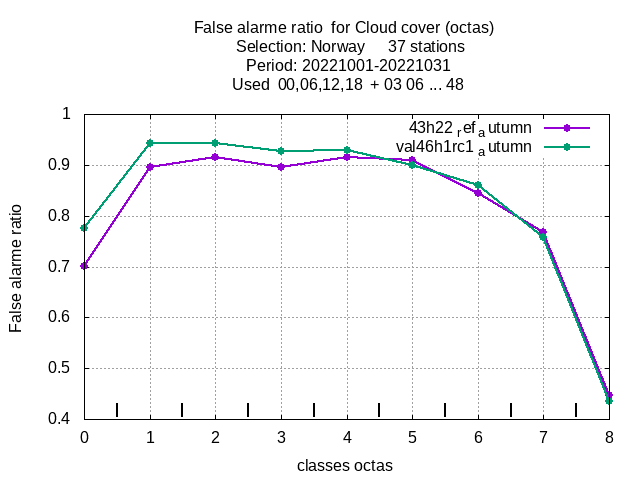 False alarme ratio for Cloud cover (octas)
Selection: Norway 37 stations
Period: 20221001-20221031
Used 00,06,12,18 + 03 06 ... 48
43h22_ref_autumn
val46h1rc1_autumn
1
0.9
0.8
0.7
0.6
0.5
0.4
False alarme ratio
0 1 2 3 4 5 6 7 8
classes octas